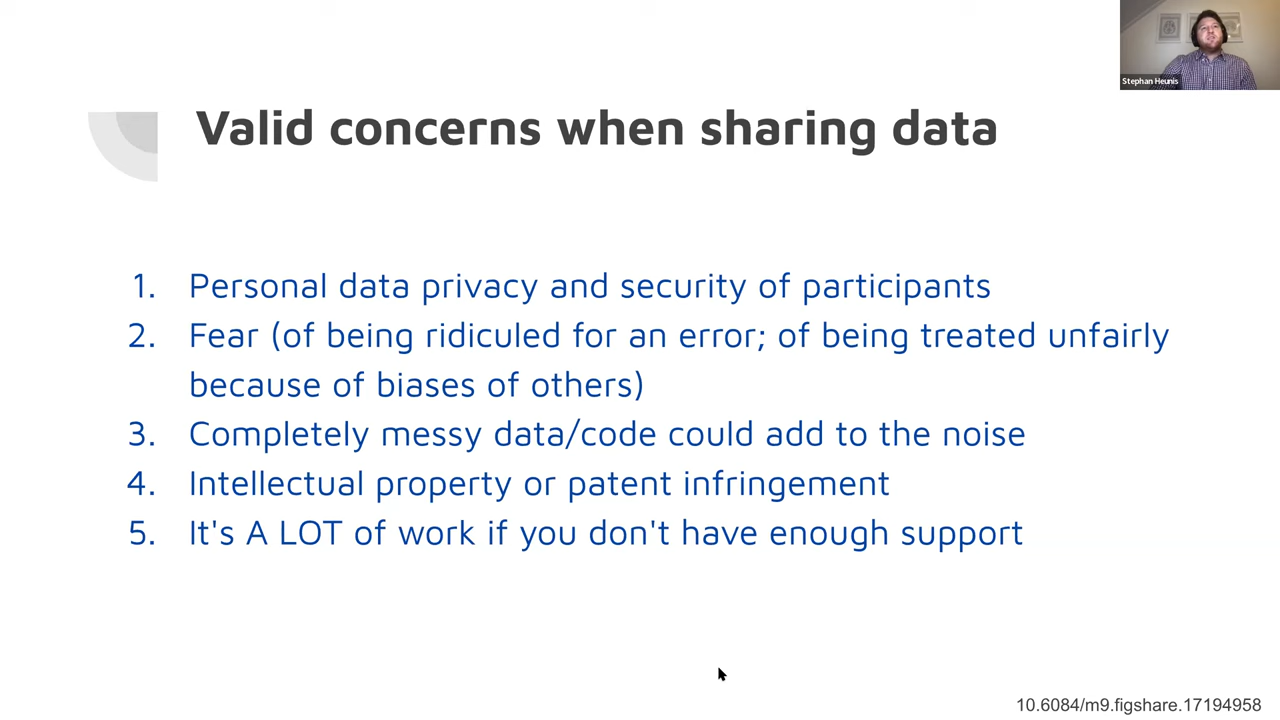 Stephan Heunis
Valid concerns when sharing data
1. Personal data privacy and security of participants
2. Fear (of being ridiculed for an error; of being treated unfairly
because of biases of others)
3. Completely messy data/code could add to the noise
4. Intellectual property or patent infringement
5. It's A LOT of work if you don't have enough support
10.6084/m9.figshare.17194958